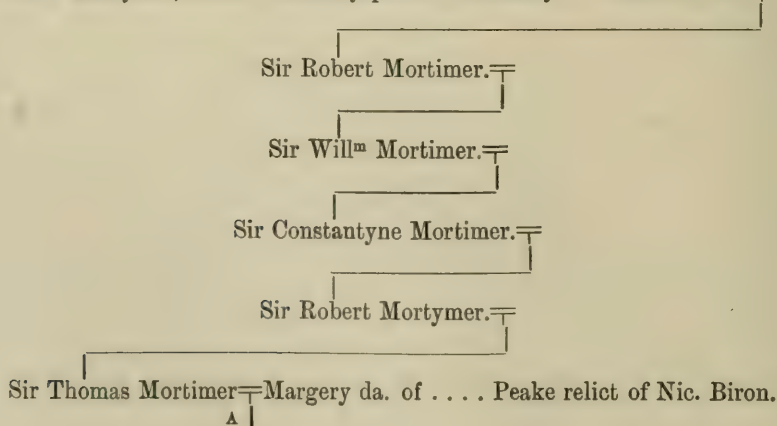 Sir Robert Mortimer.
Sir Willᵐ Mortimer.
Sir Constantyne Mortimer.
Sir Robert Mortymer.
Sir Thomas Mortimer=Margery da. of .... Peake relict of Nic. Biron.
A